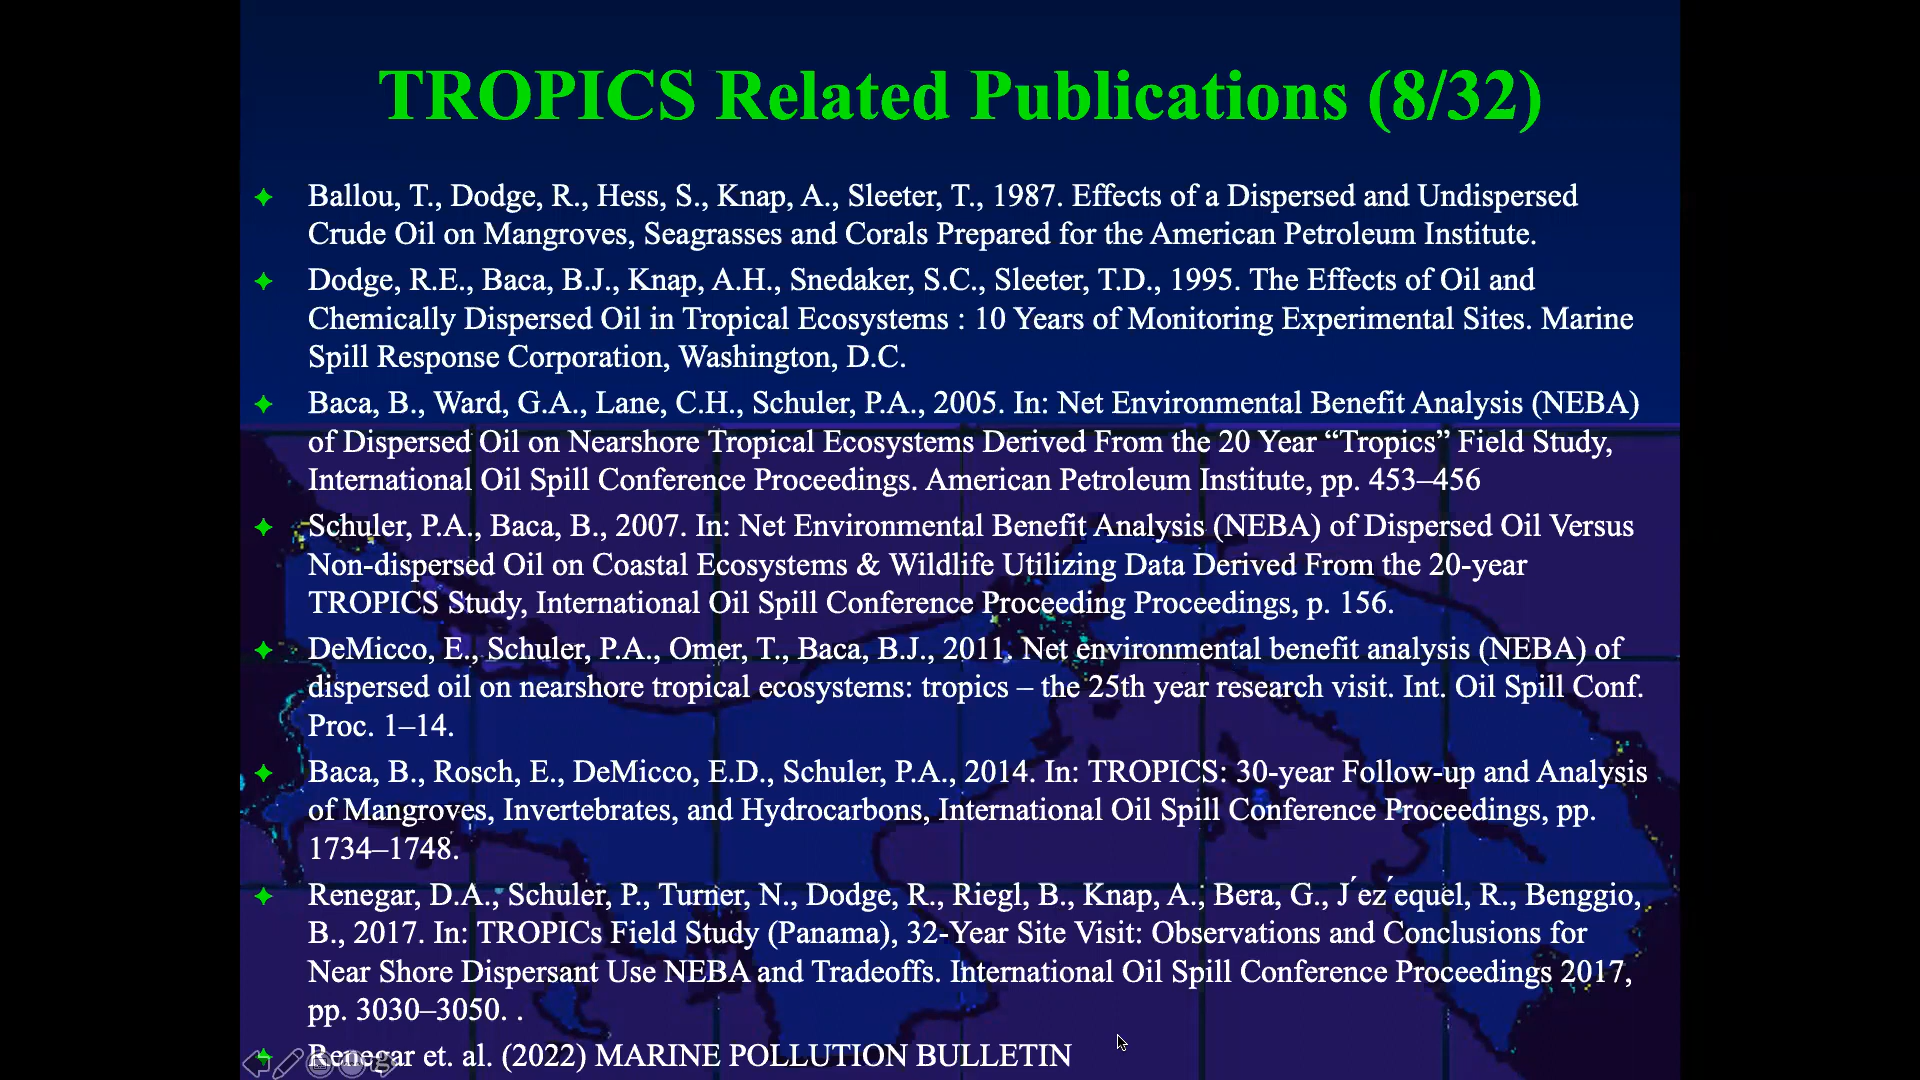 TROPICS Related Publications (8/32)
Ballou, T., Dodge, R., Hess, S., Knap, A., Sleeter, T., 1987. Effects of a Dispersed and Undispersed
Crude Oil on Mangroves, Seagrasses and Corals Prepared for the American Petroleum Institute.
Dodge, R.E., Baca, B.J., Knap, A.H., Snedaker, S.C., Sleeter, T.D., 1995. The Effects of Oil and
Chemically Dispersed Oil in Tropical Ecosystems : 10 Years of Monitoring Experimental Sites. Marine
Spill Response Corporation, Washington, D.C.
Baca, B., Ward, G.A., Lane, C.H., Schuler, P.A., 2005. In: Net Environmental Benefit Analysis (NEBA)
of Dispersed Oil on Nearshore Tropical Ecosystems Derived From the 20 Year “Tropics” Field Study,
International Oil Spill Conference Proceedings. American Petroleum Institute, pp. 453–456
Schuler, P.A., Baca, B., 2007. In: Net Environmental Benefit Analysis (NEBA) of Dispersed Oil Versus
Non-dispersed Oil on Coastal Ecosystems & Wildlife Utilizing Data Derived From the 20-year
TROPICS Study, International Oil Spill Conference Proceeding Proceedings, p. 156.
DeMicco, E., Schuler, P.A., Omer, T., Baca, B.J., 2011. Net environmental benefit analysis (NEBA) of
dispersed oil on nearshore tropical ecosystems: tropics – the 25th year research visit. Int. Oil Spill Conf.
Proc. 1–14.
Baca, B., Rosch, E., DeMicco, E.D., Schuler, P.A., 2014. In: TROPICS: 30-year Follow-up and Analysis
of Mangroves, Invertebrates, and Hydrocarbons, International Oil Spill Conference Proceedings, pp.
1734–1748.
Renegar, D.A., Schuler, P., Turner, N., Dodge, R., Riegl, B., Knap, A., Bera, G., J´ez´equel, R., Benggio,
B., 2017. In: TROPICs Field Study (Panama), 32-Year Site Visit: Observations and Conclusions for
Near Shore Dispersant Use NEBA and Tradeoffs. International Oil Spill Conference Proceedings 2017,
pp. 3030–3050. .
Renegar et. al. (2022) MARINE POLLUTION BULLETIN